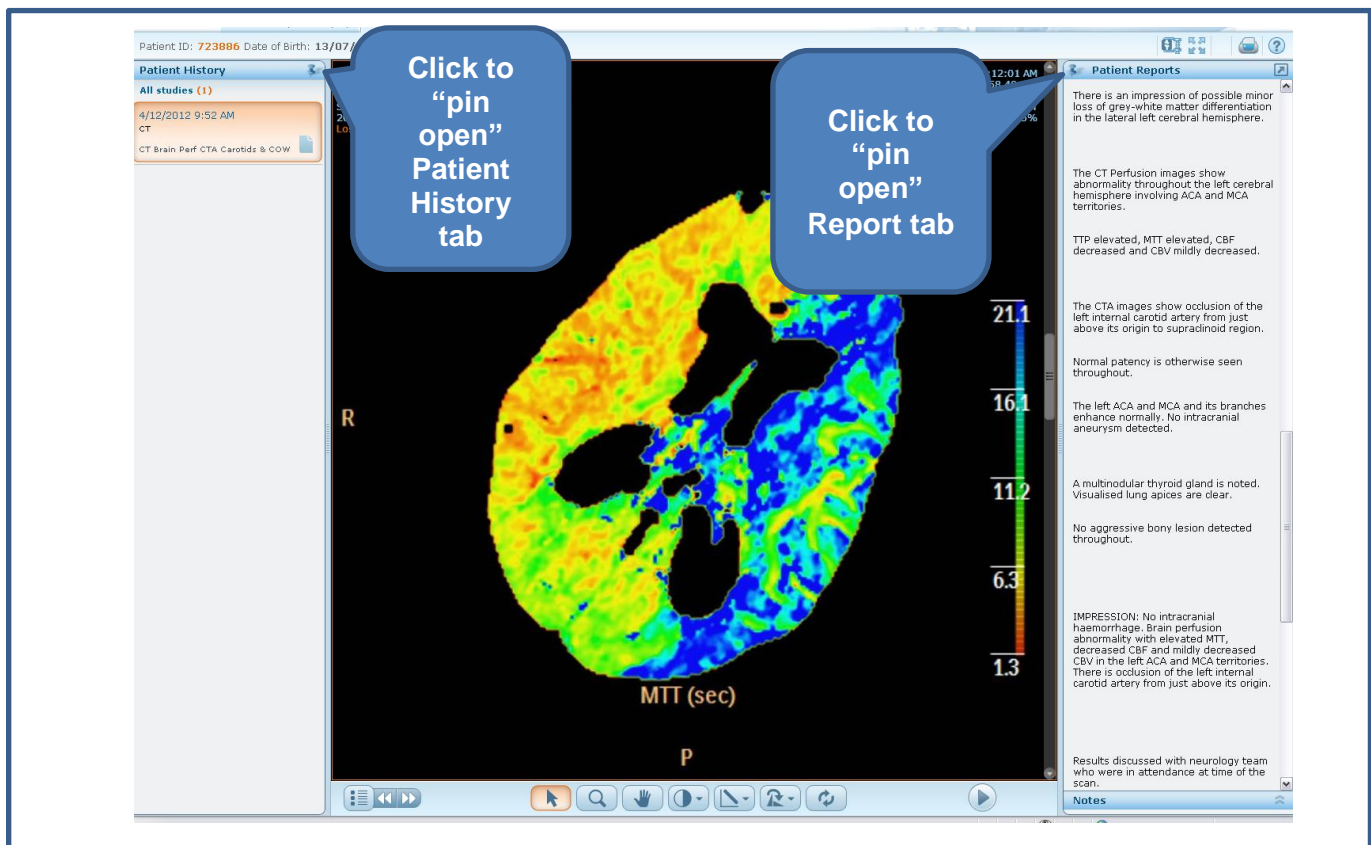 Patient ID: 723886 Date of Birth: 13/07/
Patient History
All studies (1)
4/12/2012 9:52 AM
CT
CT Brain Perf CTA Carotids & COW
Click to
“pin
open”
Patient
History
tab
Click to
“pin
open”
Report tab
:12:01 AM
R
21.1
16.1
11.2
6.3
1.3
MTT (sec)
P
Patient Reports
There is an impression of possible minor
loss of grey-white matter differentiation
in the lateral left cerebral hemisphere.
The CT Perfusion images show
abnormality throughout the left cerebral
hemisphere involving ACA and MCA
territories.
TTP elevated, MTT elevated, CBF
decreased and CBV mildly decreased.
The CTA images show occlusion of the
left internal carotid artery from just
above its origin to supraclinoid region.
Normal patency is otherwise seen
throughout.
The left ACA and MCA and its branches
enhance normally. No intracranial
aneurysm detected.
A multinodular thyroid gland is noted.
Visualised lung apices are clear.
No aggressive bony lesion detected
throughout.
IMPRESSION: No intracranial
haemorrhage. Brain perfusion
abnormality with elevated MTT,
decreased CBF and mildly decreased
CBV in the left ACA and MCA territories.
There is occlusion of the left internal
carotid artery from just above its origin.
Results discussed with neurology team
who were in attendance at time of the
scan.
Notes